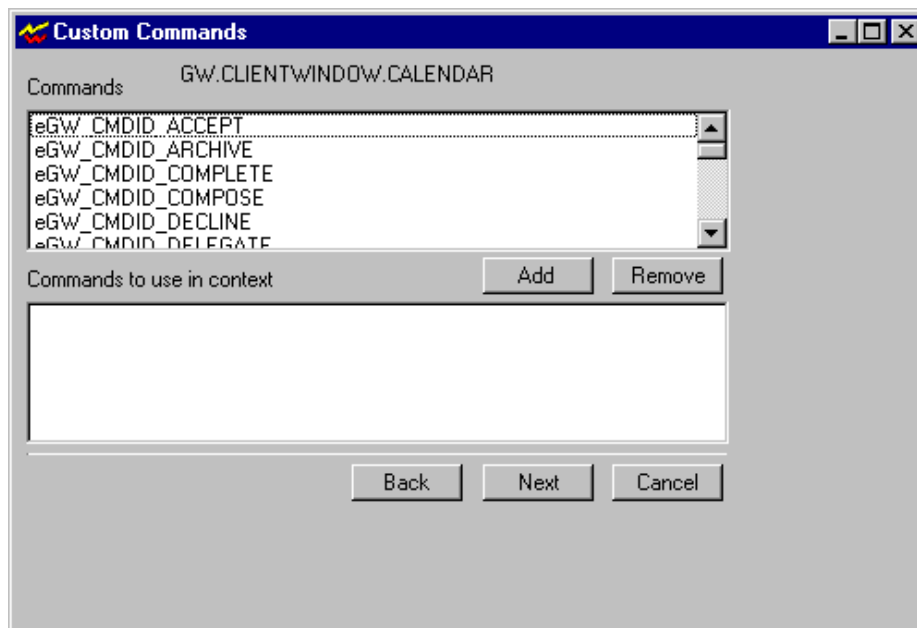 Custom Commands
GW.CLIENTWINDOW.CALENDAR
Commands
eGW_CMDID_ACCEPT
eGW_CMDID_ARCHIVE
eGW_CMDID_COMPLETE
eGW_CMDID_COMPOSE
eGW_CMDID_DECLINE
eGW_CMDID_DELEGATE
Commands to use in context
Add Remove
Back Next Cancel